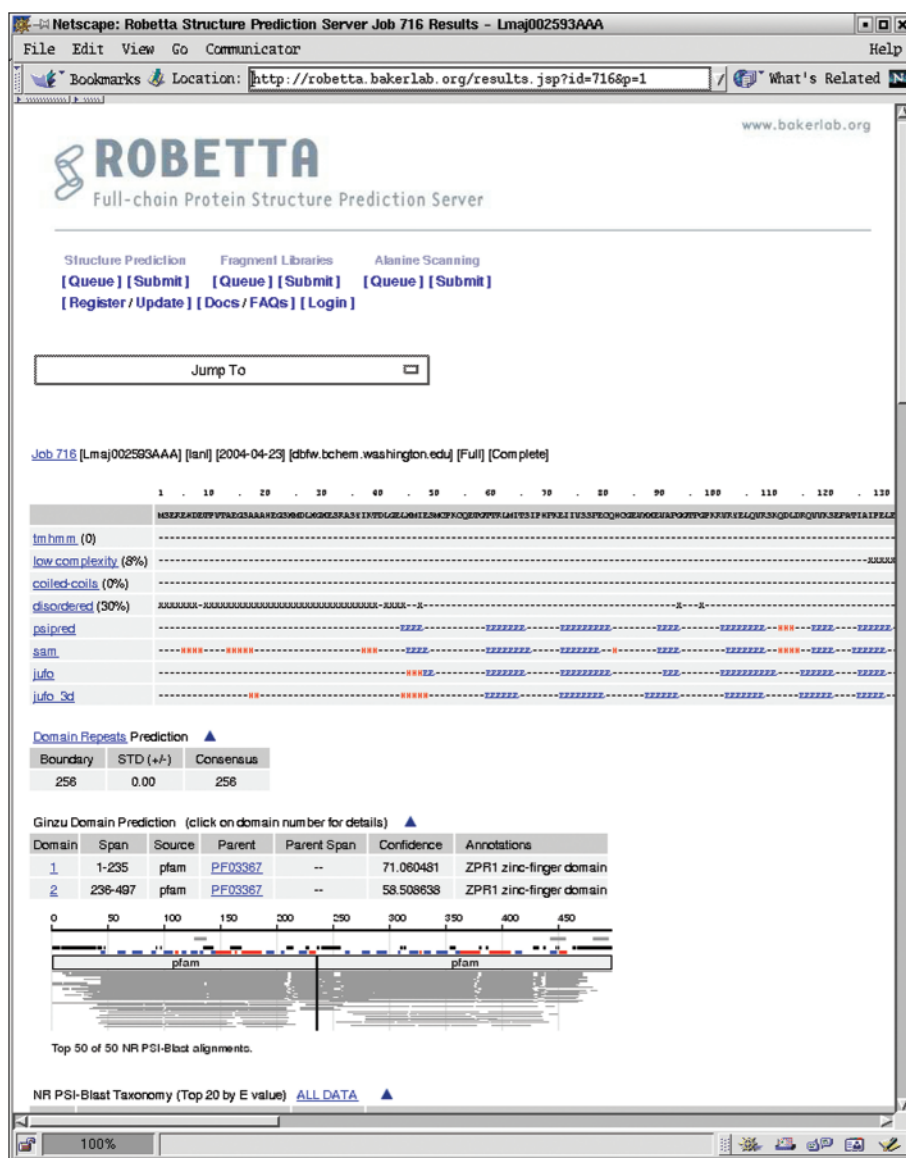 Netscape: Robetta Structure Prediction Server Job 716 Results - Lmaj002593AAA
File Edit View Go Communicator Help
Bookmarks Location: http://robetta.bakerlab.org/results.jsp?id=716&p=1 What's Related N
www.bakerlab.org
ROBETTA
Full-chain Protein Structure Prediction Server
Structure Prediction Fragment Libraries Alanine Scanning
[ Queue ] [ Submit ] [ Queue ] [ Submit ] [ Queue ] [ Submit ]
[ Register / Update ] [ Docs / FAQs ] [ Login ]
Jump To
Job 716 [Lmaj002593AAA] [IanI] [2004-04-23] [dbfw.bchem.washington.edu] [Full] [Complete]
1 . 10 . 20 . 30 . 40 . 50 . 60 . 70 . 80 . 90 . 100 . 110 . 120 . 130
tmhmm (0)
low complexity (8%)
coiled-coils (0%)
disordered (30%)
psipred
sam
jufo
jufo_3d
Domain Repeats Prediction
Boundary STD (+/-) Consensus
256 0.00 256
Ginzu Domain Prediction (click on domain number for details)
Domain Span Source Parent Parent Span Confidence Annotations
1 1-235 pfam PF03367 -- 71.060481 ZPR1 zinc-finger domain
2 236-497 pfam PF03367 -- 58.508638 ZPR1 zinc-finger domain
0 50 100 150 200 250 300 350 400 450
pfam pfam
Top 50 of 50 NR PSI-Blast alignments.
NR PSI-Blast Taxonomy (Top 20 by E value) ALL DATA
100%